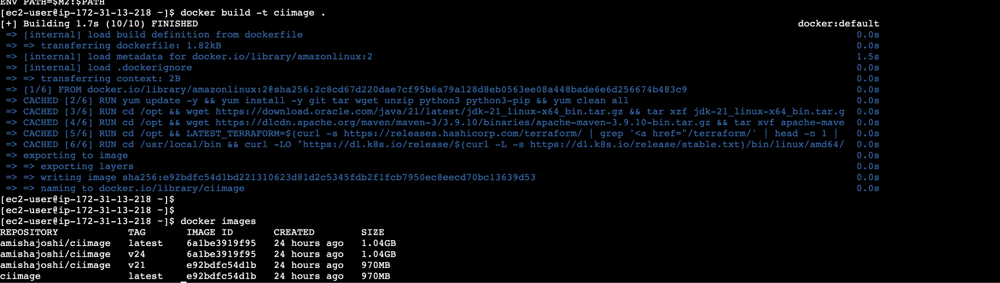 ENV PATH=$M2:$PATH
[ec2-user@ip-172-31-13-218 ~]$ docker build -t ciimage .
[+] Building 1.7s (10/10) FINISHED docker:default
=> [internal] load build definition from dockerfile 0.0s
=> => transferring dockerfile: 1.82kB 0.0s
=> [internal] load metadata for docker.io/library/amazonlinux:2 1.5s
=> [internal] load .dockerignore 0.0s
=> => transferring context: 2B 0.0s
=> [1/6] FROM docker.io/library/amazonlinux:2@sha256:2c8cd67d220dae7cf95b6a79a128d8eb0563ee08a448bade6e6d256674b483c9 0.0s
=> CACHED [2/6] RUN yum update -y && yum install -y git tar wget unzip python3 python3-pip && yum clean all 0.0s
=> CACHED [3/6] RUN cd /opt && wget https://download.oracle.com/java/21/latest/jdk-21_linux-x64_bin.tar.gz && tar xzf jdk-21_linux-x64_bin.tar.g 0.0s
=> CACHED [4/6] RUN cd /opt && wget https://dlcdn.apache.org/maven/maven-3/3.9.10/binaries/apache-maven-3.9.10-bin.tar.gz && tar xvf apache-mave 0.0s
=> CACHED [5/6] RUN cd /opt && LATEST_TERRAFORM=$(curl -s https://releases.hashicorp.com/terraform/ | grep '<a href="/terraform/' | head -n 1 | 0.0s
=> CACHED [6/6] RUN cd /usr/local/bin && curl -LO "https://dl.k8s.io/release/$(curl -L -s https://dl.k8s.io/release/stable.txt)/bin/linux/amd64/ 0.0s
=> exporting to image 0.0s
=> => exporting layers 0.0s
=> => writing image sha256:e92bdfc54d1bd221310623d81d2c5345fdb2f1fcb7950ec8eecd70bc13639d53 0.0s
=> => naming to docker.io/library/ciimage 0.0s
[ec2-user@ip-172-31-13-218 ~]$
[ec2-user@ip-172-31-13-218 ~]$
[ec2-user@ip-172-31-13-218 ~]$ docker images
REPOSITORY TAG IMAGE ID CREATED SIZE
amishajoshi/ciimage latest 6a1be3919f95 24 hours ago 1.04GB
amishajoshi/ciimage v24 6a1be3919f95 24 hours ago 1.04GB
amishajoshi/ciimage v21 e92bdfc54d1b 24 hours ago 970MB
ciimage latest e92bdfc54d1b 24 hours ago 970MB